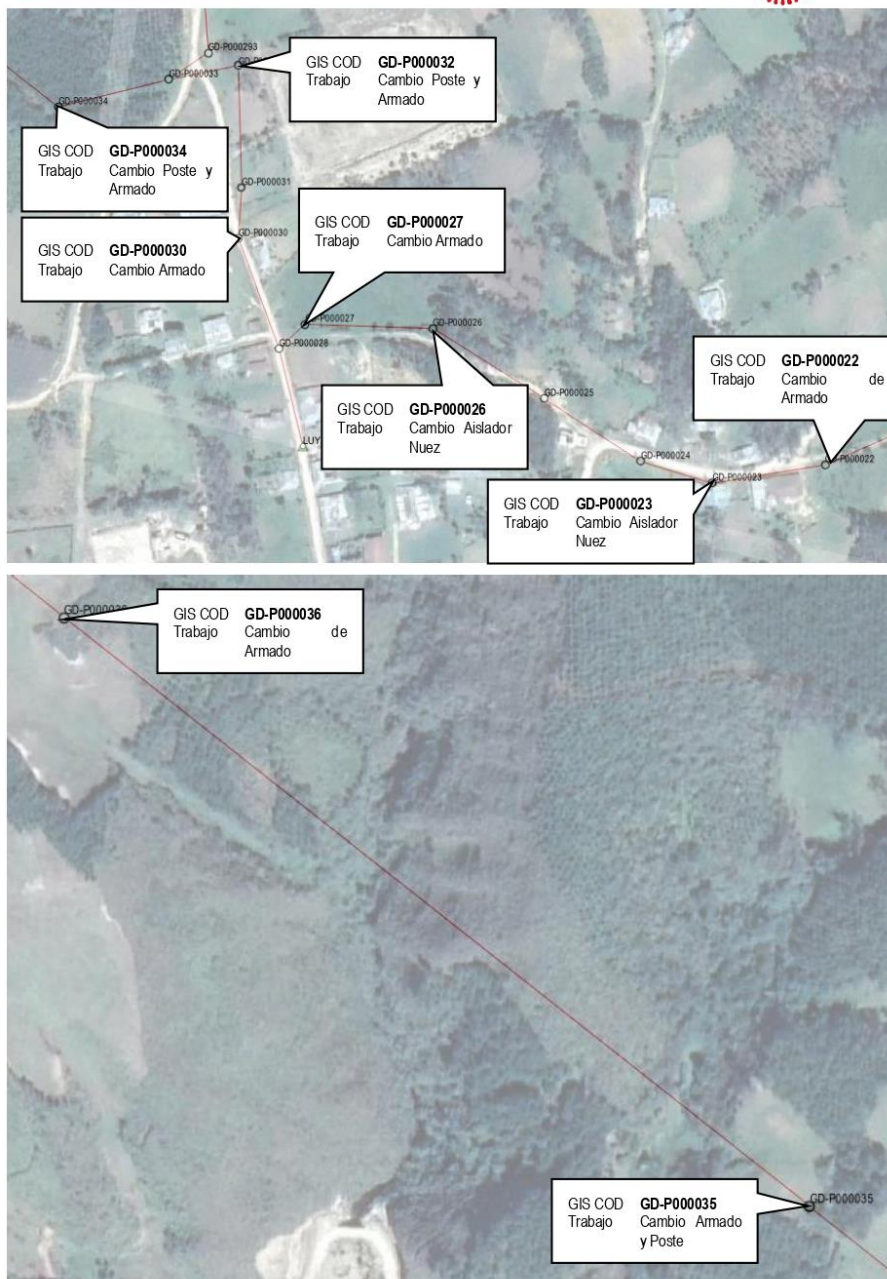 GD-P000293
GD-P000033
GD-P000034
GIS COD GD-P000032
Trabajo Cambio Poste y
Armado
GIS COD GD-P000034
Trabajo Cambio Poste y
Armado
GD-P000031
GD-P000030
GIS COD GD-P000030
Trabajo Cambio Armado
GIS COD GD-P000027
Trabajo Cambio Armado
P000027
GD-P000028
GD-P000026
GIS COD GD-P000026
Trabajo Cambio Aislador
Nuez
LUY
GD-P000025
GD-P000024
GIS COD GD-P000022
Trabajo Cambio de
Armado
P000022
GD-P000023
GIS COD GD-P000023
Trabajo Cambio Aislador
Nuez
GIS COD GD-P000036
Trabajo Cambio de
Armado
GD-P000035
GIS COD GD-P000035
Trabajo Cambio Armado
y Poste